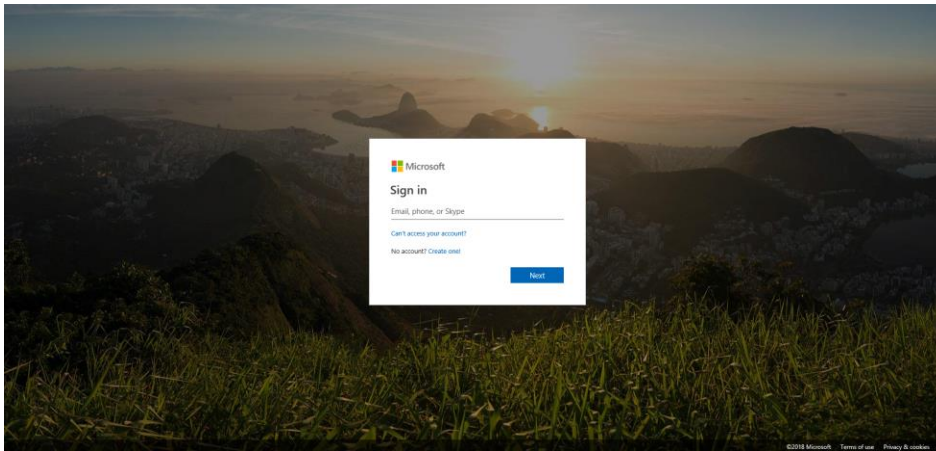 Microsoft
Sign in
Email, phone, or Skype
Can't access your account?
No account? Create one!
Next
©2018 Microsoft Terms of use Privacy & cookies